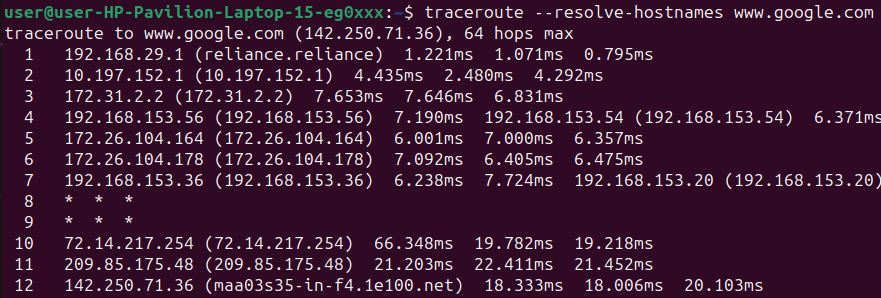 user@user-HP-Pavilion-Laptop-15-eg0xxx:~$ traceroute --resolve-hostnames www.google.com
traceroute to www.google.com (142.250.71.36), 64 hops max
1 192.168.29.1 (reliance.reliance) 1.221ms 1.071ms 0.795ms
2 10.197.152.1 (10.197.152.1) 4.435ms 2.480ms 4.292ms
3 172.31.2.2 (172.31.2.2) 7.653ms 7.646ms 6.831ms
4 192.168.153.56 (192.168.153.56) 7.190ms 192.168.153.54 (192.168.153.54) 6.371ms
5 172.26.104.164 (172.26.104.164) 6.001ms 7.000ms 6.357ms
6 172.26.104.178 (172.26.104.178) 7.092ms 6.405ms 6.475ms
7 192.168.153.36 (192.168.153.36) 6.238ms 7.724ms 192.168.153.20 (192.168.153.20)
8 * * *
9 * * *
10 72.14.217.254 (72.14.217.254) 66.348ms 19.782ms 19.218ms
11 209.85.175.48 (209.85.175.48) 21.203ms 22.411ms 21.452ms
12 142.250.71.36 (maa03s35-in-f4.1e100.net) 18.333ms 18.006ms 20.103ms